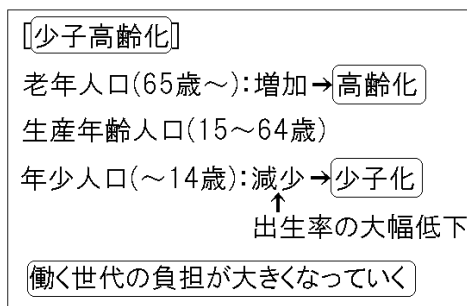 [少子高齢化]
老年人口(65歳～):増加→高齢化
生産年齢人口(15～64歳)
年少人口(～14歳):減少→少子化
↑
出生率の大幅低下
働く世代の負担が大きくなっていく